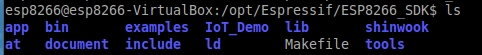 esp8266@esp8266-VirtualBox:/opt/Espressif/ESP8266_SDK$ ls
app bin examples IoT_Demo lib shinwook
at document include ld Makefile tools